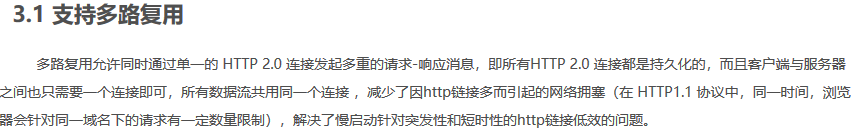 3.1 支持多路复用
多路复用允许同时通过单一的 HTTP 2.0 连接发起多重的请求-响应消息，即所有HTTP 2.0 连接都是持久化的，而且客户端与服务器
之间也只需要一个连接即可，所有数据流共用同一个连接 ，减少了因http链接多而引起的网络拥塞（在 HTTP1.1 协议中，同一时间，浏览
器会针对同一域名下的请求有一定数量限制），解决了慢启动针对突发性和短时性的http链接低效的问题。